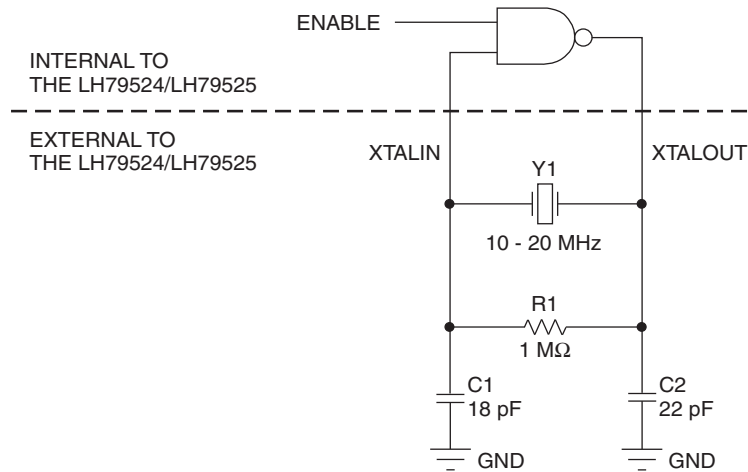 ENABLE
INTERNAL TO
THE LH79524/LH79525
EXTERNAL TO
THE LH79524/LH79525
XTALIN
XTALOUT
Y1
10 - 20 MHz
R1
1 MΩ
C1
18 pF
C2
22 pF
GND
GND